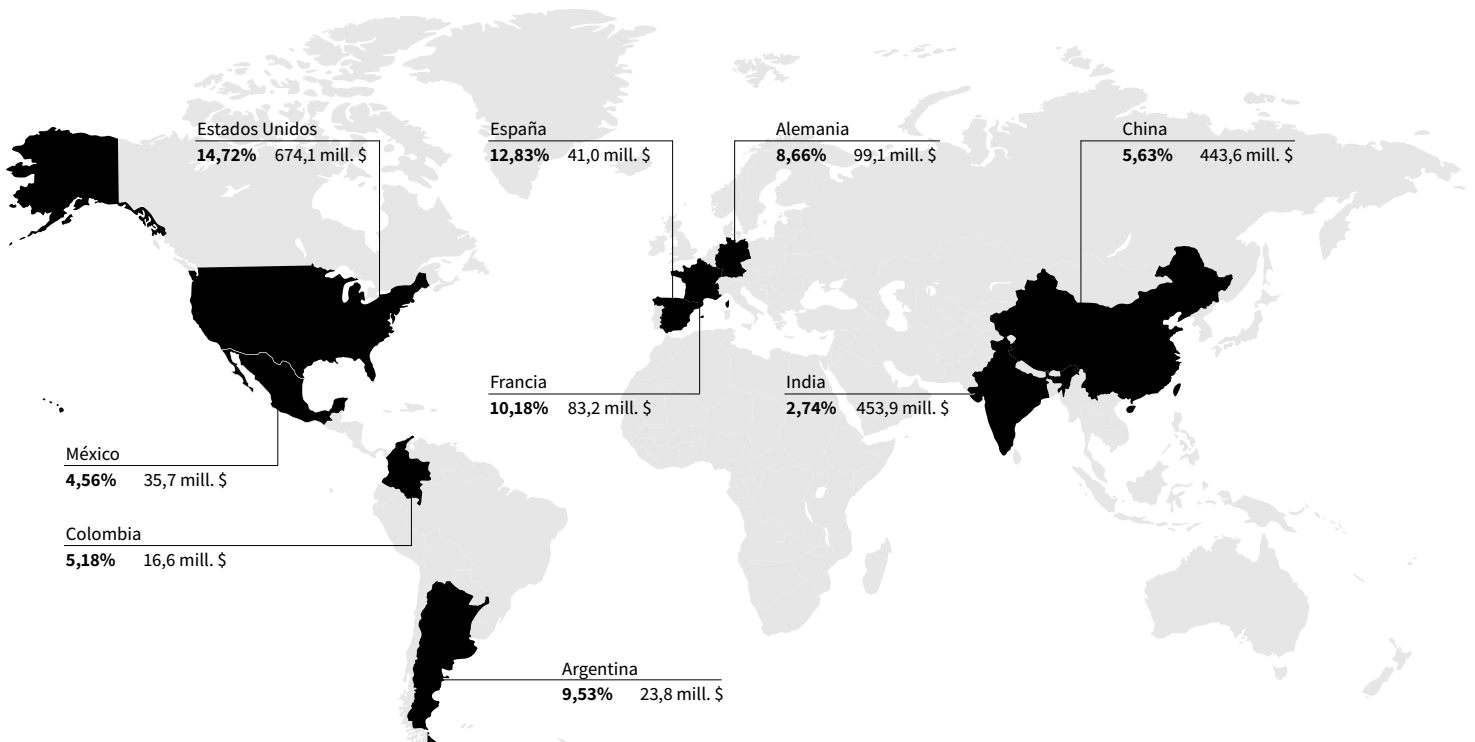 Estados Unidos
14,72% 674,1 mill. $
España
12,83% 41,0 mill. $
Alemania
8,66% 99,1 mill. $
China
5,63% 443,6 mill. $
Francia
10,18% 83,2 mill. $
India
2,74% 453,9 mill. $
México
4,56% 35,7 mill. $
Colombia
5,18% 16,6 mill. $
Argentina
9,53% 23,8 mill. $